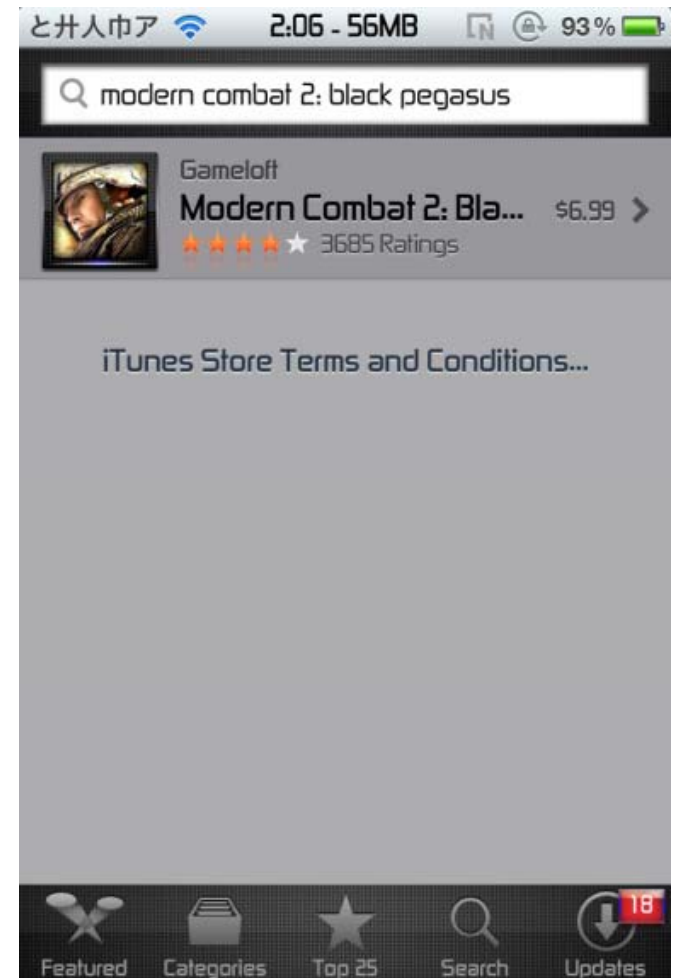 と廾人巾ア 2:06 - 56MB N 93%
modern combat 2: black pegasus
Gameloft
Modern Combat 2: Bla... $6.99
3685 Ratings
iTunes Store Terms and Conditions...
18
Featured Categories Top 25 Search Updates